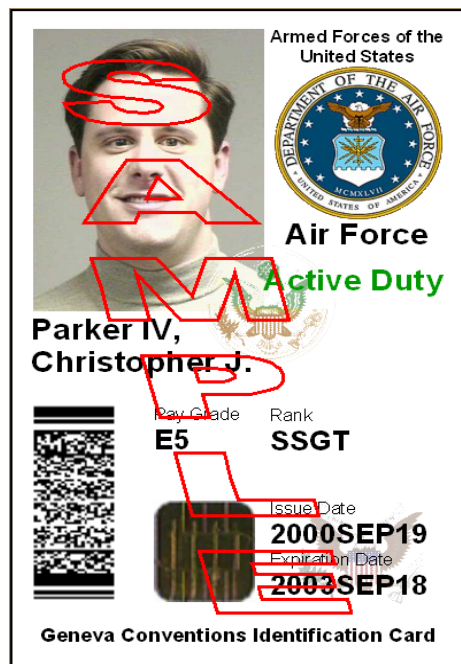 Armed Forces of the
United States
DEPARTMENT OF THE AIR FORCE
MCMXLVII
UNITED STATES OF AMERICA
Air Force
Active Duty
Parker IV,
Christopher J.
Pay Grade Rank
E5 SSGT
Issue Date
2000SEP19
Expiration Date
2003SEP18
Geneva Conventions Identification Card
SAMPLE